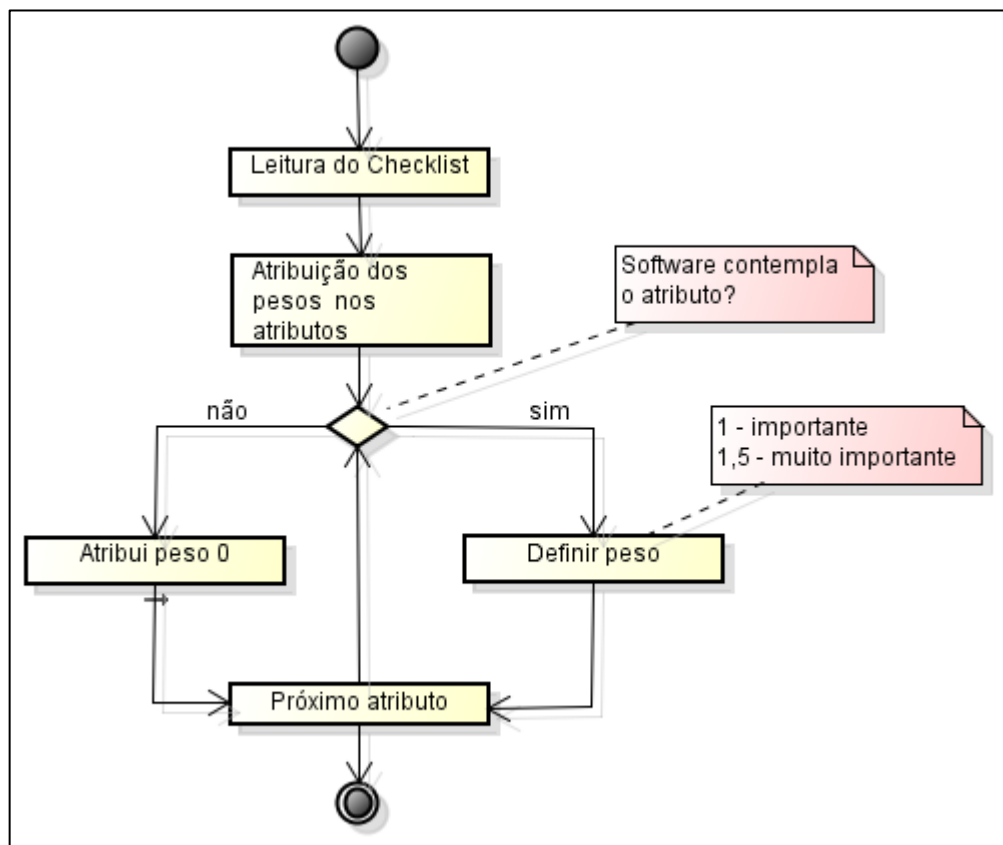 Leitura do Checklist
Atribuição dos
pesos nos
atributos
Software contempla
o atributo?
não
sim
1 - importante
1,5 - muito importante
Atribui peso 0
Definir peso
Próximo atributo